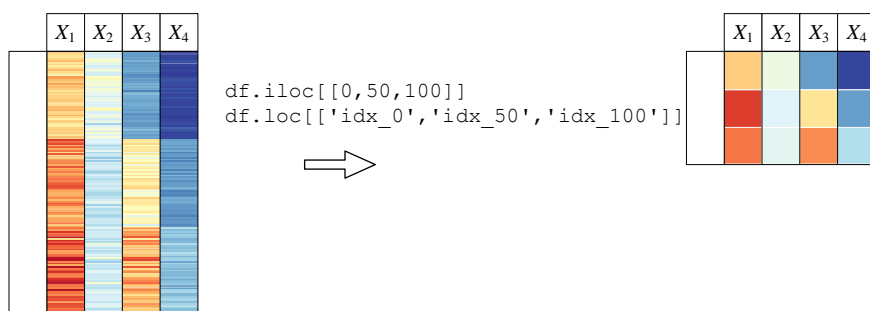 X1 X2 X3 X4
df.iloc[[0,50,100]]
df.loc[['idx_0','idx_50','idx_100']]
X1 X2 X3 X4